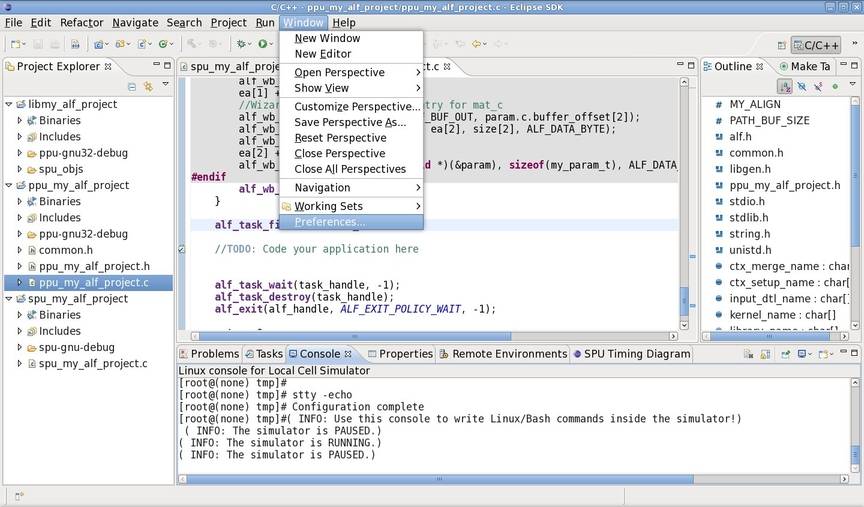 C/C++ - ppu_my_alf_project/ppu_my_alf_project.c - Eclipse SDK
File Edit Refactor Navigate Search Project Run Window Help
C/C++
Project Explorer
libmy_alf_project
Binaries
Includes
ppu-gnu32-debug
spu_objs
ppu_my_alf_project
Binaries
Includes
ppu-gnu32-debug
common.h
ppu_my_alf_project.h
ppu_my_alf_project.c
spu_my_alf_project
Binaries
Includes
spu-gnu-debug
spu_my_alf_project.c
New Window
New Editor
Open Perspective
Show View
Customize Perspective...
Save Perspective As...
Reset Perspective
Close Perspective
Close All Perspectives
Navigation
Working Sets
Preferences...
spu_my_alf_proje
.c
alf_wb_
ea[1] +
//Wizar try for mat_c
alf_wb_ _BUF_OUT, param.c.buffer_offset[2]);
alf_wb_ ea[2], size[2], ALF_DATA_BYTE);
alf_wb_
ea[2] +
alf_wb_ d *)(&param), sizeof(my_param_t), ALF_DATA_
#endif
alf_wb_
}
alf_task_fi
//TODO: Code your application here
alf_task_wait(task_handle, -1);
alf_task_destroy(task_handle);
alf_exit(alf_handle, ALF_EXIT_POLICY_WAIT, -1);
Outline Make Ta
MY_ALIGN
PATH_BUF_SIZE
alf.h
common.h
libgen.h
ppu_my_alf_project.h
stdio.h
stdlib.h
string.h
unistd.h
ctx_merge_name : char[
ctx_setup_name : char[]
input_dtl_name : char[]
kernel_name : char[]
library_name : char[]
Problems Tasks Console Properties Remote Environments SPU Timing Diagram
Linux console for Local Cell Simulator
[root@(none) tmp]#
[root@(none) tmp]# stty -echo
[root@(none) tmp]# Configuration complete
[root@(none) tmp]#( INFO: Use this console to write Linux/Bash commands inside the simulator!)
( INFO: The simulator is PAUSED.)
( INFO: The simulator is RUNNING.)
( INFO: The simulator is PAUSED.)